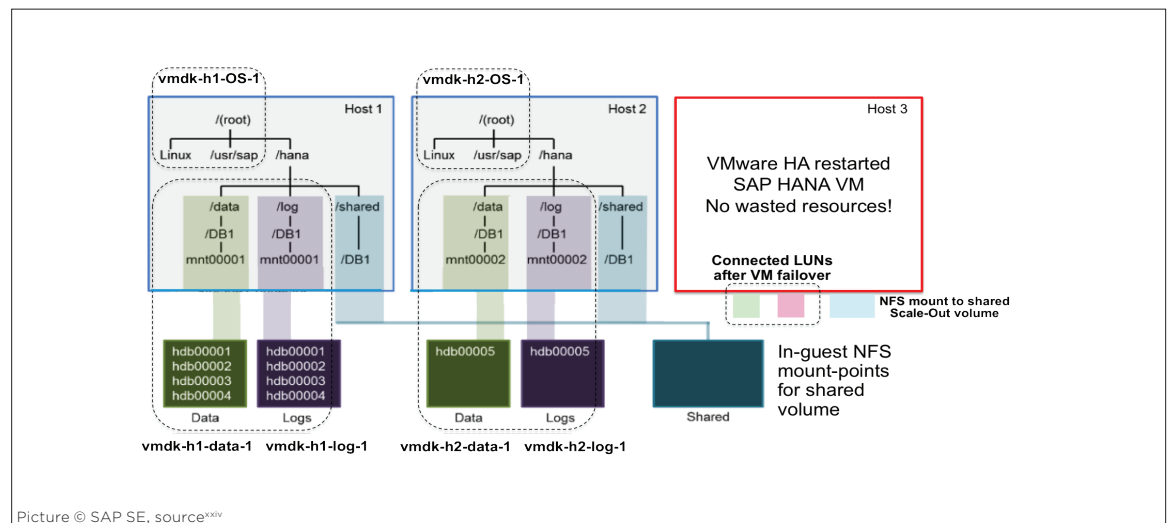 vmdk-h1-OS-1
Host 1
/(root)
Linux /usr/sap /hana
/data /log /shared
/DB1 /DB1
mnt00001 mnt00001 /DB1
hdb00001
hdb00002
hdb00003
hdb00004
Data
hdb00001
hdb00002
hdb00003
hdb00004
Logs
vmdk-h1-data-1 vmdk-h1-log-1
vmdk-h2-OS-1
Host 2
/(root)
Linux /usr/sap /hana
/data /log /shared
/DB1 /DB1
mnt00002 mnt00002 /DB1
hdb00005
Data
hdb00005
Logs
vmdk-h2-data-1 vmdk-h2-log-1
Host 3
VMware HA restarted
SAP HANA VM
No wasted resources!
Connected LUNs
after VM failover
NFS mount to shared
Scale-Out volume
Shared
In-guest NFS
mount-points
for shared
volume
Picture © SAP SE, sourcexxiv